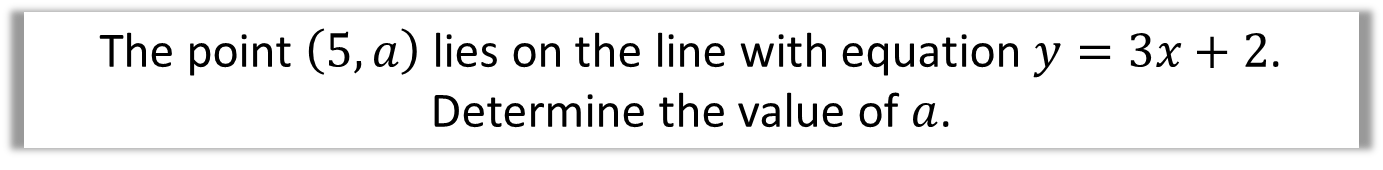 The point (5, a) lies on the line with equation y = 3x + 2.
Determine the value of a.